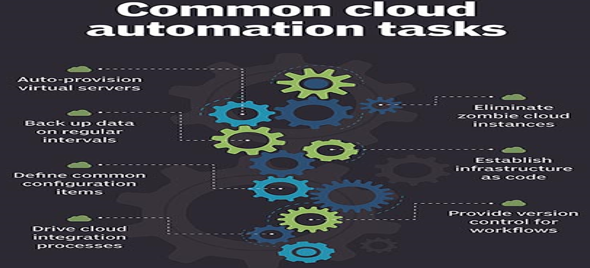 Common cloud
automation tasks
Auto-provision
virtual servers
Back up data
on regular
intervals
Define common
configuration
items
Drive cloud
integration
processes
Eliminate
zombie cloud
instances
Establish
infrastructure
as code
Provide version
control for
workflows